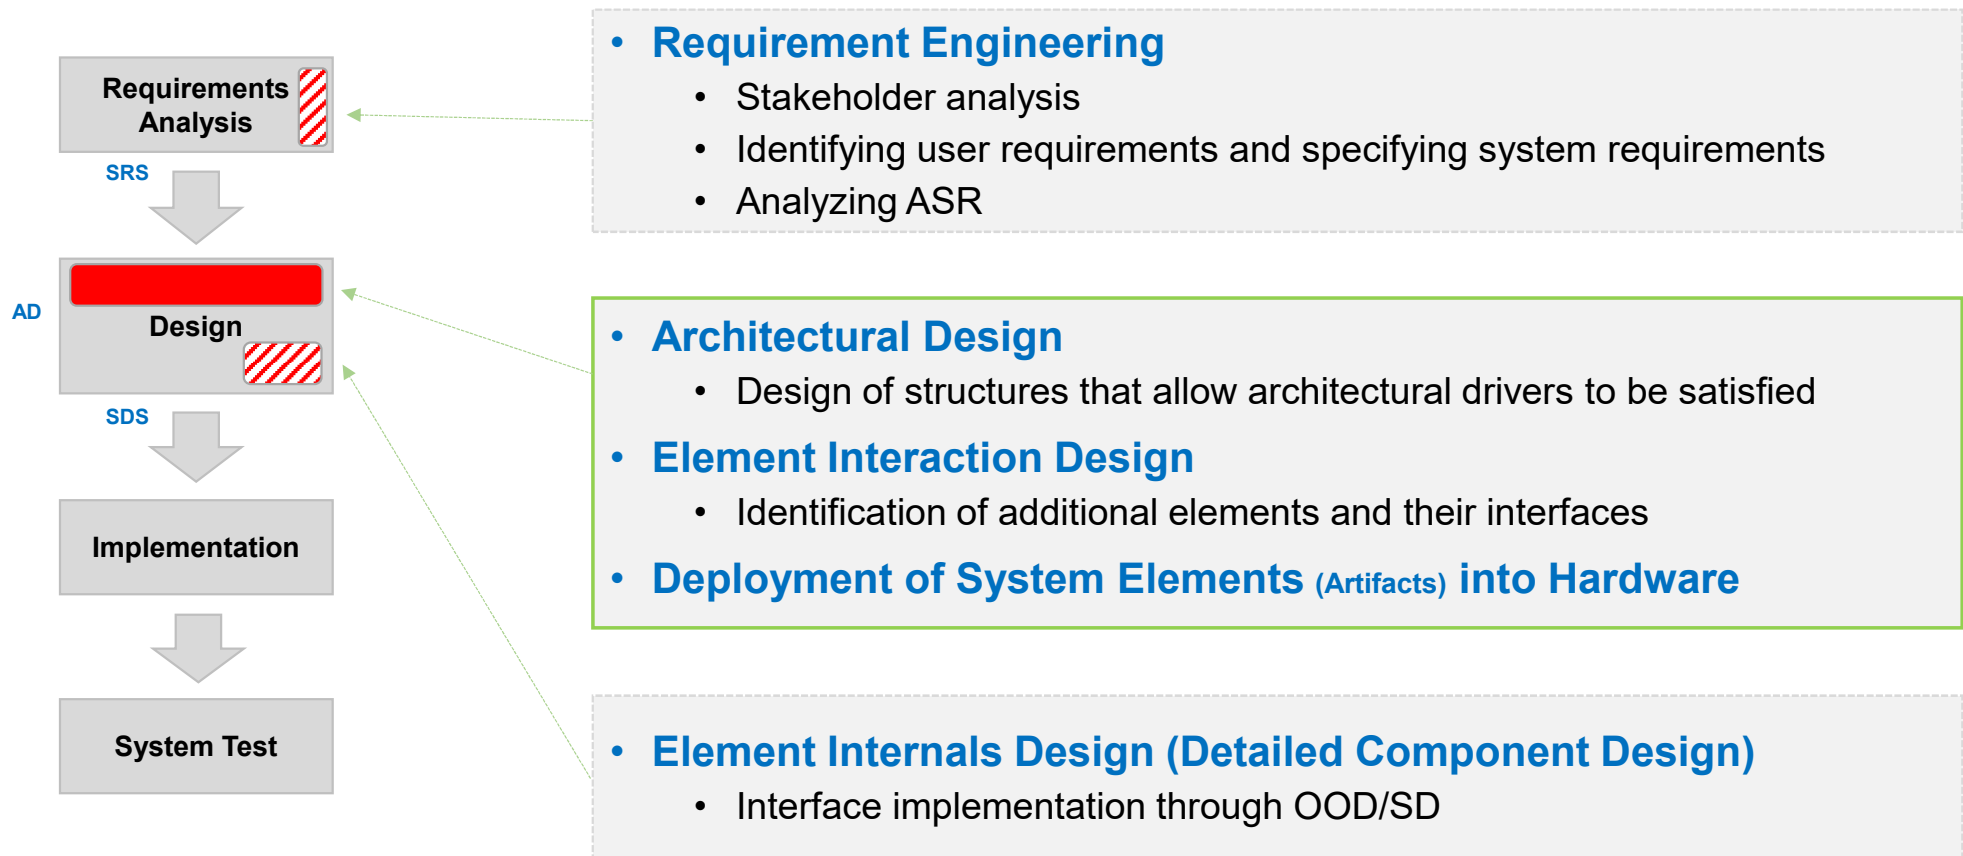 Requirements
Analysis
SRS
AD
Design
SDS
Implementation
System Test
• Requirement Engineering
• Stakeholder analysis
• Identifying user requirements and specifying system requirements
• Analyzing ASR
• Architectural Design
• Design of structures that allow architectural drivers to be satisfied
• Element Interaction Design
• Identification of additional elements and their interfaces
• Deployment of System Elements (Artifacts) into Hardware
• Element Internals Design (Detailed Component Design)
• Interface implementation through OOD/SD